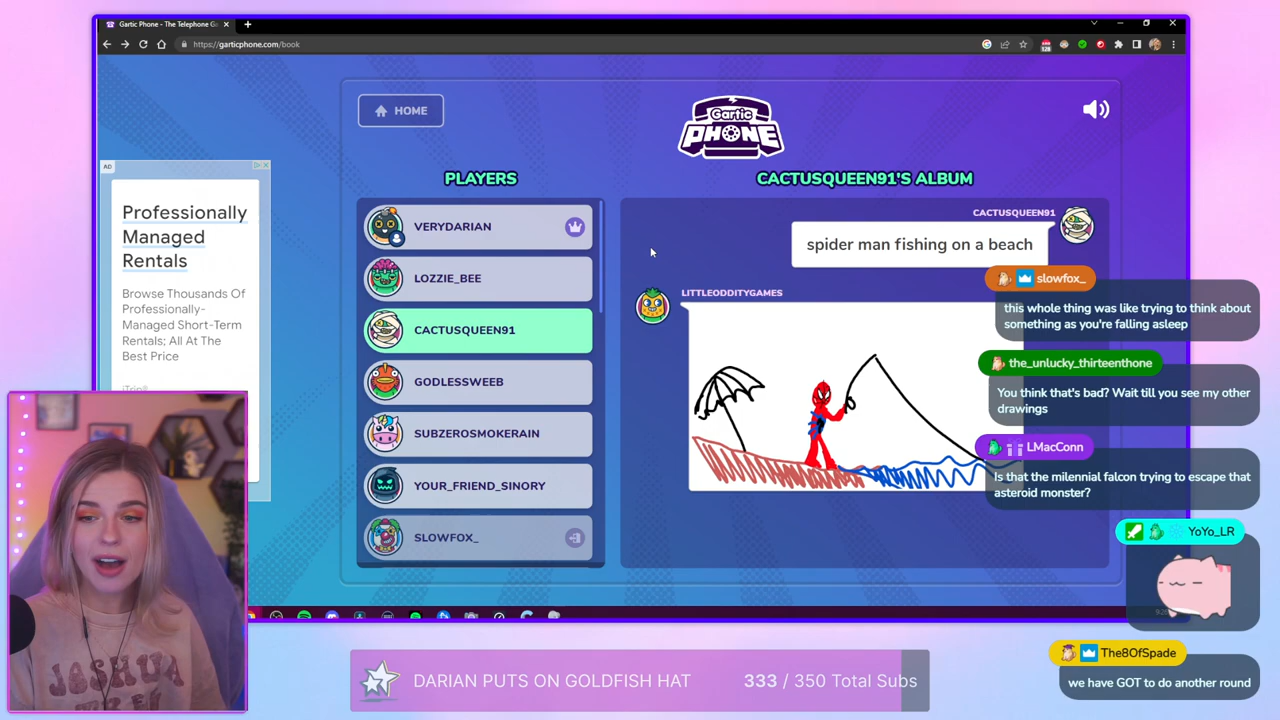 Gartic Phone - The Telephone Ga
https://garticphone.com/book
128
HOME
Gartic
PHONE
AD
Professionally
Managed
Rentals
Browse Thousands Of
Professionally-
Managed Short-Term
Rentals; All At The
Best Price
iTrip®
PLAYERS
VERYDARIAN
LOZZIE_BEE
CACTUSQUEEN91
GODLESSWEEB
SUBZEROSMOKERAIN
YOUR_FRIEND_SINORY
SLOWFOX_
CACTUSQUEEN91'S ALBUM
CACTUSQUEEN91
spider man fishing on a beach
LITTLEODDITYGAMES
slowfox_
this whole thing was like trying to think about
something as you're falling asleep
the_unlucky_thirteenthone
You think that's bad? Wait till you see my other
drawings
LMacConn
Is that the milennial falcon trying to escape that
asteroid monster?
YoYo_LR
The8OfSpade
we have GOT to do another round
JOSHUA
DARIAN PUTS ON GOLDFISH HAT
333 / 350 Total Subs